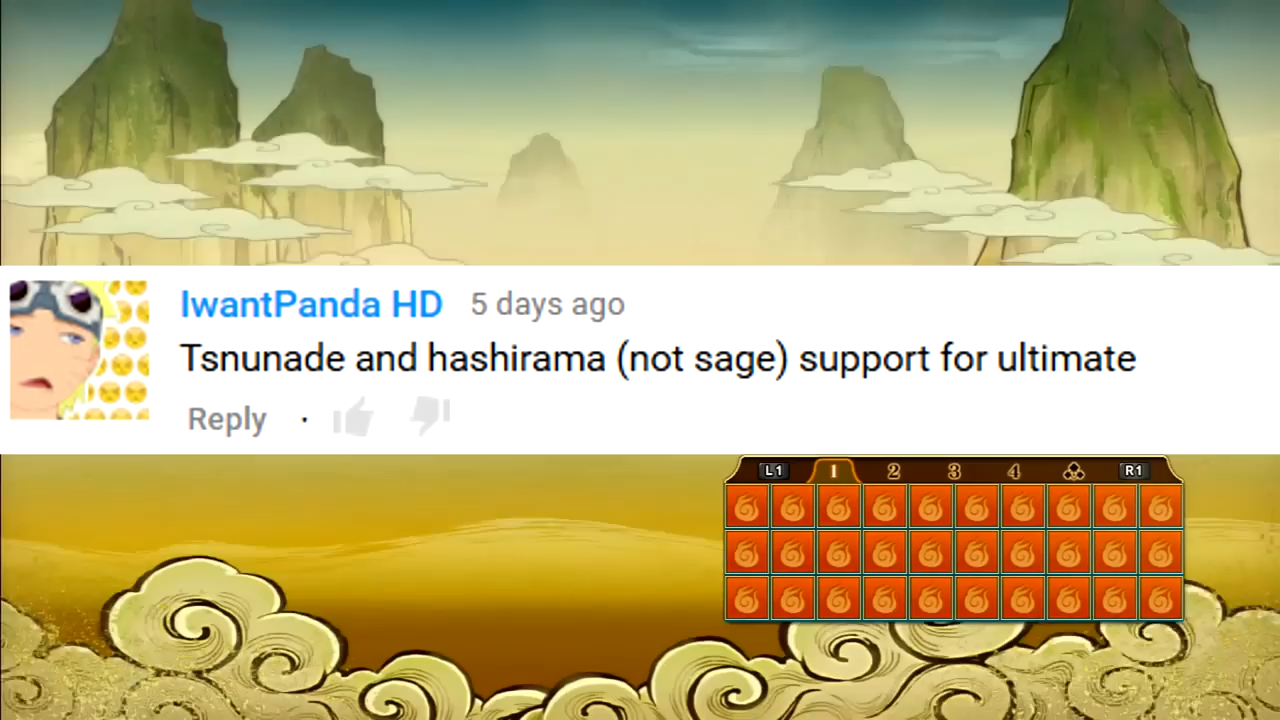 IwantPanda HD 5 days ago
Tsnunade and hashirama (not sage) support for ultimate
Reply ·
L1 1 2 3 4 R1